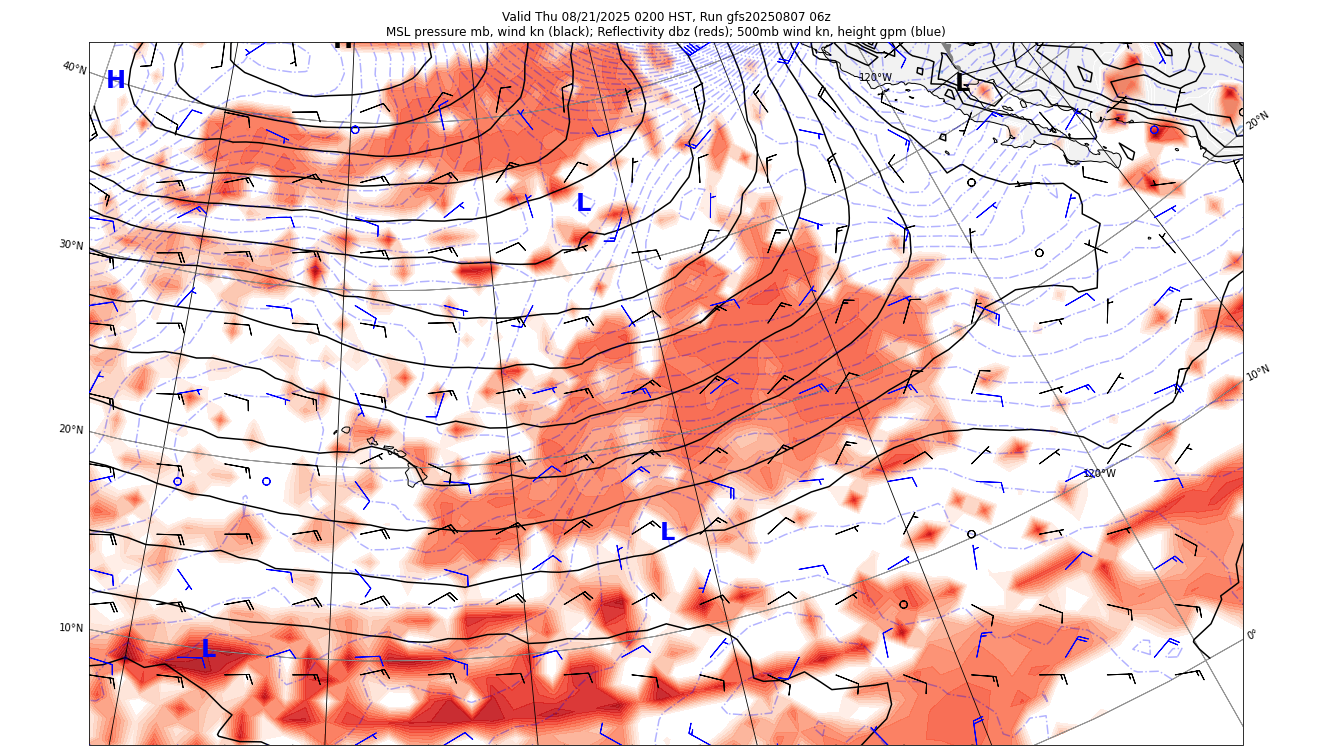 Valid Thu 08/21/2025 0200 HST, Run gfs20250807 06z
MSL pressure mb, wind kn (black); Reflectivity dbz (reds); 500mb wind kn, height gpm (blue)
H
40°N
H
120°W
L
20°N
L
30°N
10°N
20°N
120°W
L
10°N
L
0°